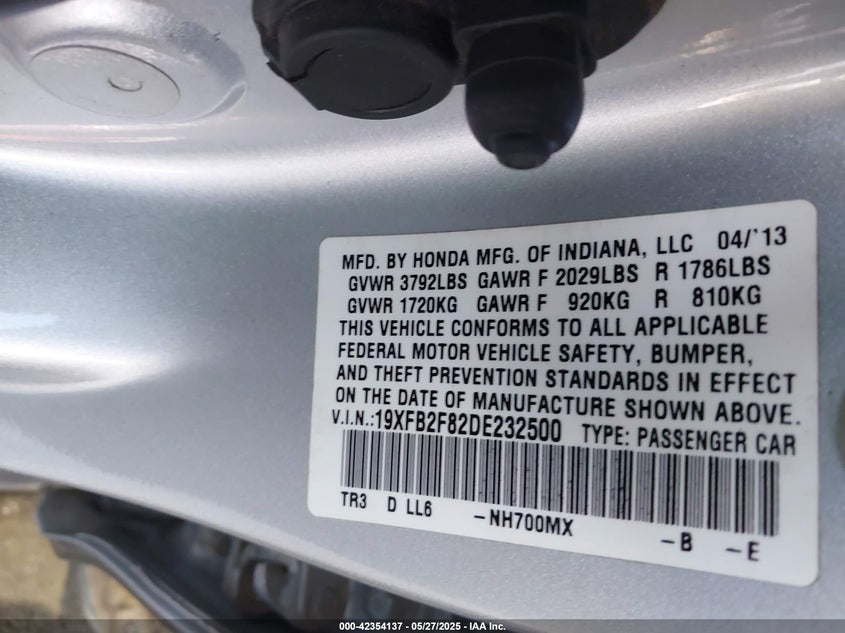 MFD. BY HONDA MFG. OF INDIANA, LLC 04/'13
GVWR 3792LBS GAWR F 2029LBS R 1786LBS
GVWR 1720KG GAWR F 920KG R 810KG
THIS VEHICLE CONFORMS TO ALL APPLICABLE
FEDERAL MOTOR VEHICLE SAFETY, BUMPER,
AND THEFT PREVENTION STANDARDS IN EFFECT
ON THE DATE OF MANUFACTURE SHOWN ABOVE.
V.I.N.:19XFB2F82DE232500 TYPE: PASSENGER CAR
TR3 D LL6 -NH700MX -B -E
000-42354137 - 05/27/2025 - IAA Inc.